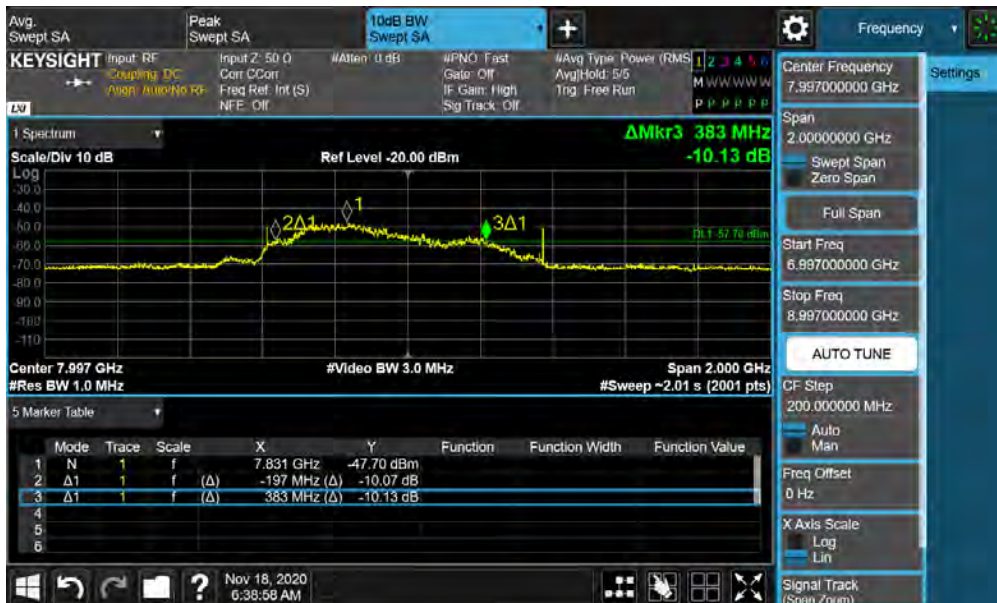 Avg.
Swept SA
Peak
Swept SA
10dB BW
Swept SA
+
Frequency
KEYSIGHT
Input: RF
Coupling: DC
Align: Auto/No RF
Input Z: 50 Ω
Corr CCorr
Freq Ref: Int (S)
NFE: Off
#Atten: 0 dB
#PNO: Fast
Gate: Off
IF Gain: High
Sig Track: Off
#Avg Type: Power (RMS
Avg|Hold: 5/5
Trig: Free Run
1 2 3 4 5 6
M W W W W W
P P P P P P
LXI
1 Spectrum
ΔMkr3 383 MHz
-10.13 dB
Scale/Div 10 dB
Ref Level -20.00 dBm
Log
-30.0
-40.0
-50.0
-60.0
-70.0
-80.0
-90.0
-100
-110
1
2Δ1
3Δ1
DL1 -57.70 dBm
Center 7.997 GHz
#Video BW 3.0 MHz
Span 2.000 GHz
#Res BW 1.0 MHz
#Sweep ~2.01 s (2001 pts)
5 Marker Table
Mode Trace Scale X Y Function Function Width Function Value
1 N 1 f 7.831 GHz -47.70 dBm
2 Δ1 1 f (Δ) -197 MHz (Δ) -10.07 dB
3 Δ1 1 f (Δ) 383 MHz (Δ) -10.13 dB
4
5
6
?
Nov 18, 2020
6:38:58 AM
Center Frequency
7.997000000 GHz
Settings
Span
2.00000000 GHz
Swept Span
Zero Span
Full Span
Start Freq
6.997000000 GHz
Stop Freq
8.997000000 GHz
AUTO TUNE
CF Step
200.000000 MHz
Auto
Man
Freq Offset
0 Hz
X Axis Scale
Log
Lin
Signal Track
(Span Zoom)